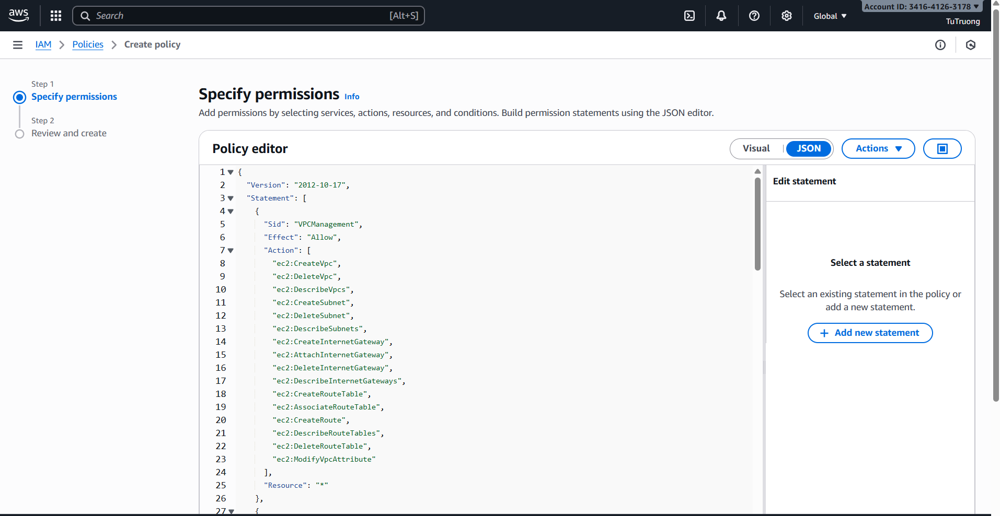 aws
Search
[Alt+S]
Global
Account ID: 3416-4126-3178
TuTruong
IAM
Policies
Create policy
Step 1
Specify permissions
Step 2
Review and create
Specify permissions Info
Add permissions by selecting services, actions, resources, and conditions. Build permission statements using the JSON editor.
Policy editor
Visual
JSON
Actions
1 {
2 "Version": "2012-10-17",
3 "Statement": [
4 {
5 "Sid": "VPCManagement",
6 "Effect": "Allow",
7 "Action": [
8 "ec2:CreateVpc",
9 "ec2:DeleteVpc",
10 "ec2:DescribeVpcs",
11 "ec2:CreateSubnet",
12 "ec2:DeleteSubnet",
13 "ec2:DescribeSubnets",
14 "ec2:CreateInternetGateway",
15 "ec2:AttachInternetGateway",
16 "ec2:DeleteInternetGateway",
17 "ec2:DescribeInternetGateways",
18 "ec2:CreateRouteTable",
19 "ec2:AssociateRouteTable",
20 "ec2:CreateRoute",
21 "ec2:DescribeRouteTables",
22 "ec2:DeleteRouteTable",
23 "ec2:ModifyVpcAttribute"
24 ],
25 "Resource": "*"
26 },
27 {
Edit statement
Select a statement
Select an existing statement in the policy or
add a new statement.
+ Add new statement